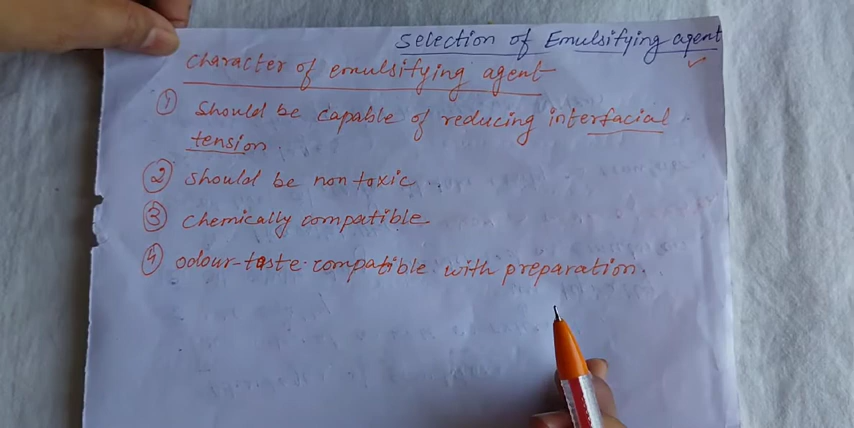 Selection of Emulsifying agent
Character of emulsifying agent
① Should be capable of reducing interfacial
tension.
② Should be non toxic.
③ Chemically compatible
④ odour-taste-compatible with preparation.